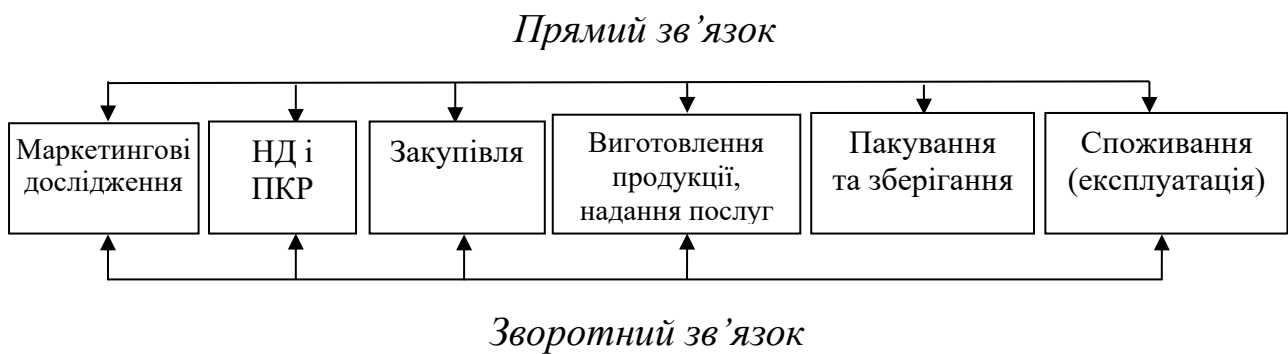 Прямий зв’язок
Маркетингові
дослідження
НД і
ПКР
Закупівля
Виготовлення
продукції,
надання послуг
Пакування
та зберігання
Споживання
(експлуатація)
Зворотний зв’язок